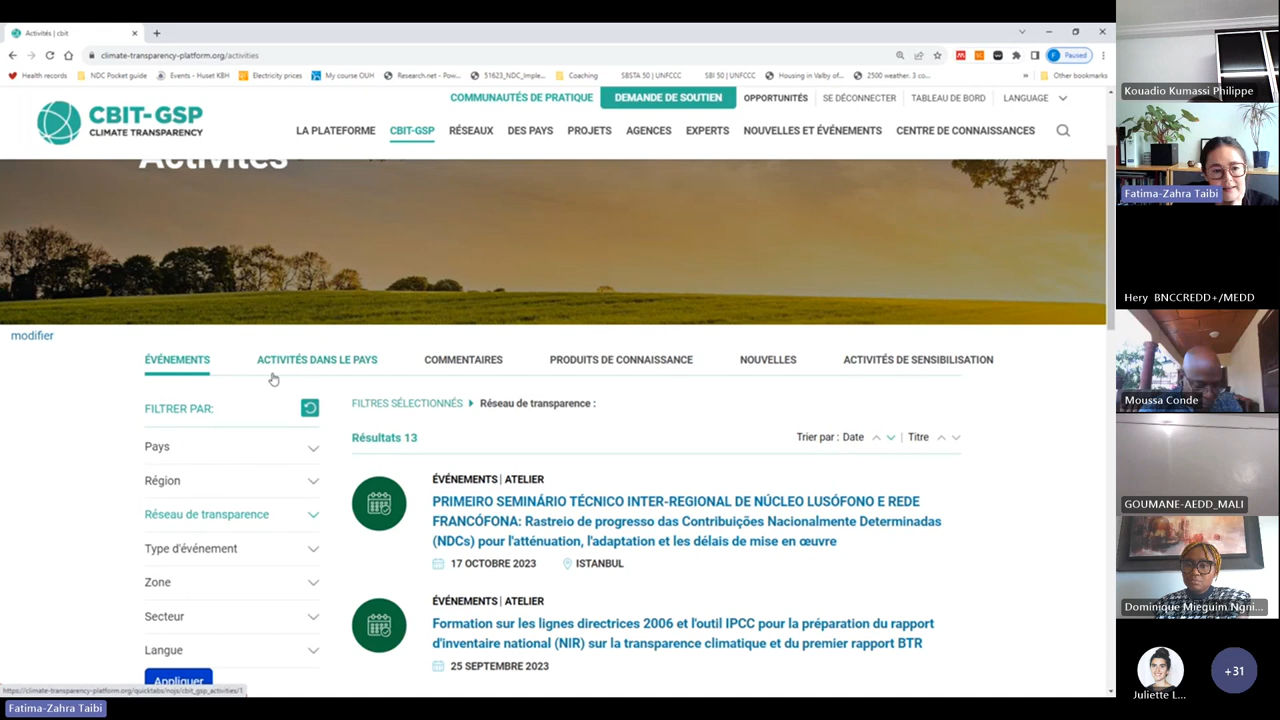 Activités | cbit
climate-transparency-platform.org/activities
Paused
Health records
NDC Pocket guide
Events - Huset KBH
Electricity prices
My course OUH
Research.net - Pow...
51623_NDC_Imple...
Coaching
SBSTA 50 | UNFCCC
SBI 50 | UNFCCC
Housing in Valby of...
2500 weather. 3 co...
Other bookmarks
COMMUNAUTÉS DE PRATIQUE
DEMANDE DE SOUTIEN
OPPORTUNITÉS
SE DÉCONNECTER
TABLEAU DE BORD
LANGUAGE
CBIT-GSP
CLIMATE TRANSPARENCY
LA PLATEFORME
CBIT-GSP
RÉSEAUX
DES PAYS
PROJETS
AGENCES
EXPERTS
NOUVELLES ET ÉVÉNEMENTS
CENTRE DE CONNAISSANCES
Activités
modifier
ÉVÉNEMENTS
ACTIVITÉS DANS LE PAYS
COMMENTAIRES
PRODUITS DE CONNAISSANCE
NOUVELLES
ACTIVITÉS DE SENSIBILISATION
FILTRER PAR:
Pays
Région
Réseau de transparence
Type d'événement
Zone
Secteur
Langue
Appliquer
FILTRES SÉLECTIONNÉS
Réseau de transparence :
Résultats 13
Trier par : Date | Titre
ÉVÉNEMENTS | ATELIER
PRIMEIRO SEMINÁRIO TÉCNICO INTER-REGIONAL DE NÚCLEO LUSÓFONO E REDE
FRANCÓFONA: Rastreio de progresso das Contribuições Nacionalmente Determinadas
(NDCs) pour l'atténuation, l'adaptation et les délais de mise en œuvre
17 OCTOBRE 2023
ISTANBUL
ÉVÉNEMENTS | ATELIER
Formation sur les lignes directrices 2006 et l'outil IPCC pour la préparation du rapport
d'inventaire national (NIR) sur la transparence climatique et du premier rapport BTR
25 SEPTEMBRE 2023
https://climate-transparency-platform.org/quicktabs/nojs/cbit_gsp_activities/1
Fatima-Zahra Taibi
Kouadio Kumassi Philippe
Fatima-Zahra Taibi
Hery BNCCREDD+/MEDD
Moussa Conde
GOUMANE-AEDD_MALI
Dominique Mieguim Ngni...
Juliette L...
+31